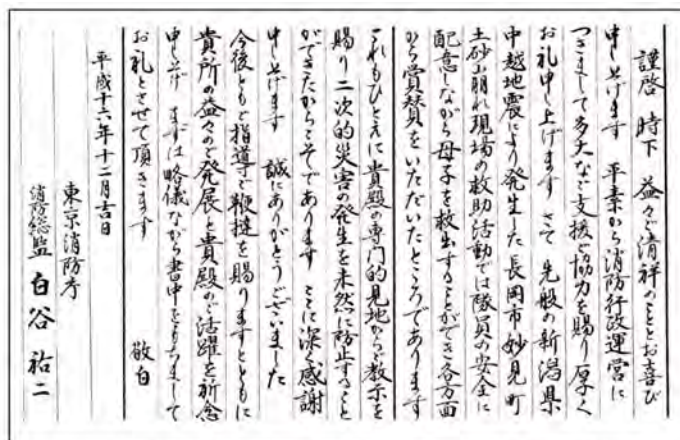 謹啓 時下 益々ご清祥のこととお喜び
申し上げます 平素から消防行政運営に
つきまして多大なご支援ご協力を賜り厚く
お礼申し上げます さて 先般の新潟県
中越地震により発生した長岡市妙見町
土砂山崩れ現場の救助活動では隊員の安全に
配意しながら母子を救出することができ各方面
から賞賛をいただいたところであります
これもひとえに貴殿の専門的見地からご教示を
賜り二次的災害の発生を未然に防止すること
ができたからこそであります ここに深く感謝
申し上げます 誠にありがとうございました
今後ともご指導ご鞭撻を賜りますとともに
貴所の益々のご発展と貴殿のご活躍を祈念
申し上げ まずは略儀ながら書中をもちまして
お礼とさせて頂きます 敬白
平成十六年十二月吉日
東京消防庁
消防総監 白谷 祐二